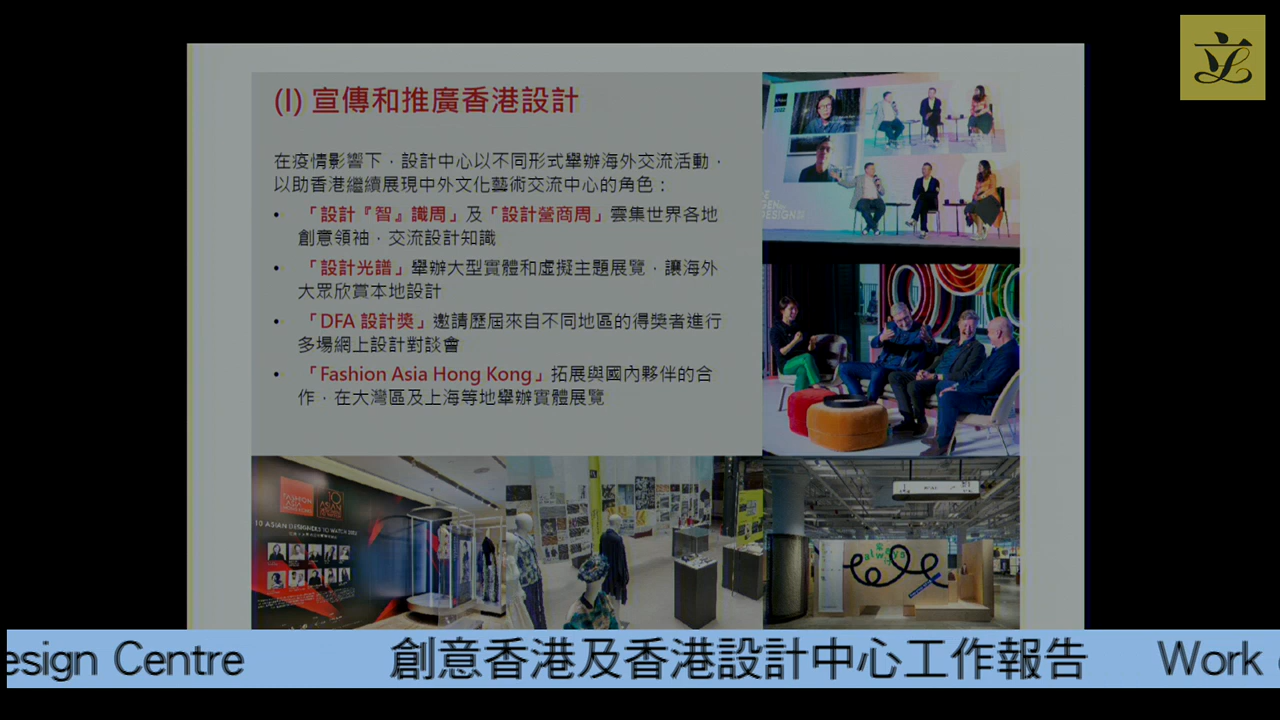 (I) 宣傳和推廣香港設計
在疫情影響下，設計中心以不同形式舉辦海外交流活動，
以助香港繼續展現中外文化藝術交流中心的角色：
• 「設計『智』識周」及「設計營商周」雲集世界各地
創意領袖，交流設計知識
• 「設計光譜」舉辦大型實體和虛擬主題展覽，讓海外
大眾欣賞本地設計
• 「DFA 設計獎」邀請歷屆來自不同地區的得獎者進行
多場網上設計對談會
• 「Fashion Asia Hong Kong」拓展與國內夥伴的合
作，在大灣區及上海等地舉辦實體展覽
FASHION
ASIA
10 ASIAN DESIGNERS TO WATCH
always
esign Centre 創意香港及香港設計中心工作報告 Work